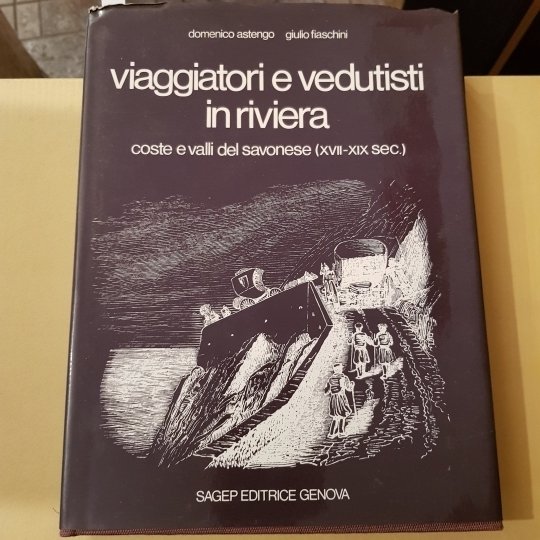 domenico astengo giulio fiaschini
viaggiatori e vedutisti
in riviera
coste e valli del savonese (XVII-XIX sec.)
SAGEP EDITRICE GENOVA